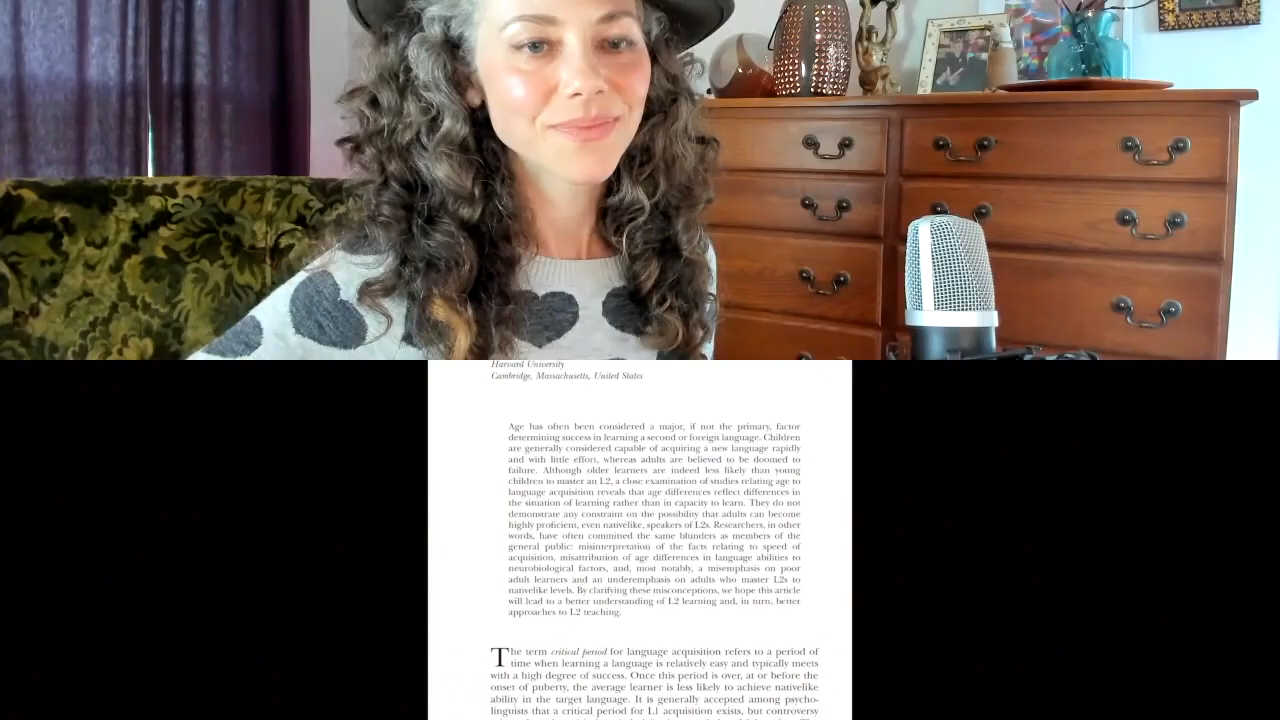 Harvard University
Cambridge, Massachusetts, United States
Age has often been considered a major, if not the primary, factor
determining success in learning a second or foreign language. Children
are generally considered capable of acquiring a new language rapidly
and with little effort, whereas adults are believed to be doomed to
failure. Although older learners are indeed less likely than young
children to master an L2, a close examination of studies relating age to
language acquisition reveals that age differences reflect differences in
the situation of learning rather than in capacity to learn. They do not
demonstrate any constraint on the possibility that adults can become
highly proficient, even nativelike, speakers of L2s. Researchers, in other
words, have often committed the same blunders as members of the
general public: misinterpretation of the facts relating to speed of
acquisition, misattribution of age differences in language abilities to
neurobiological factors, and, most notably, a misemphasis on poor
adult learners and an underemphasis on adults who master L2s to
nativelike levels. By clarifying these misconceptions, we hope this article
will lead to a better understanding of L2 learning and, in turn, better
approaches to L2 teaching.
The term critical period for language acquisition refers to a period of
time when learning a language is relatively easy and typically meets
with a high degree of success. Once this period is over, at or before the
onset of puberty, the average learner is less likely to achieve nativelike
ability in the target language. It is generally accepted among psycho-
linguists that a critical period for L1 acquisition exists, but controversy